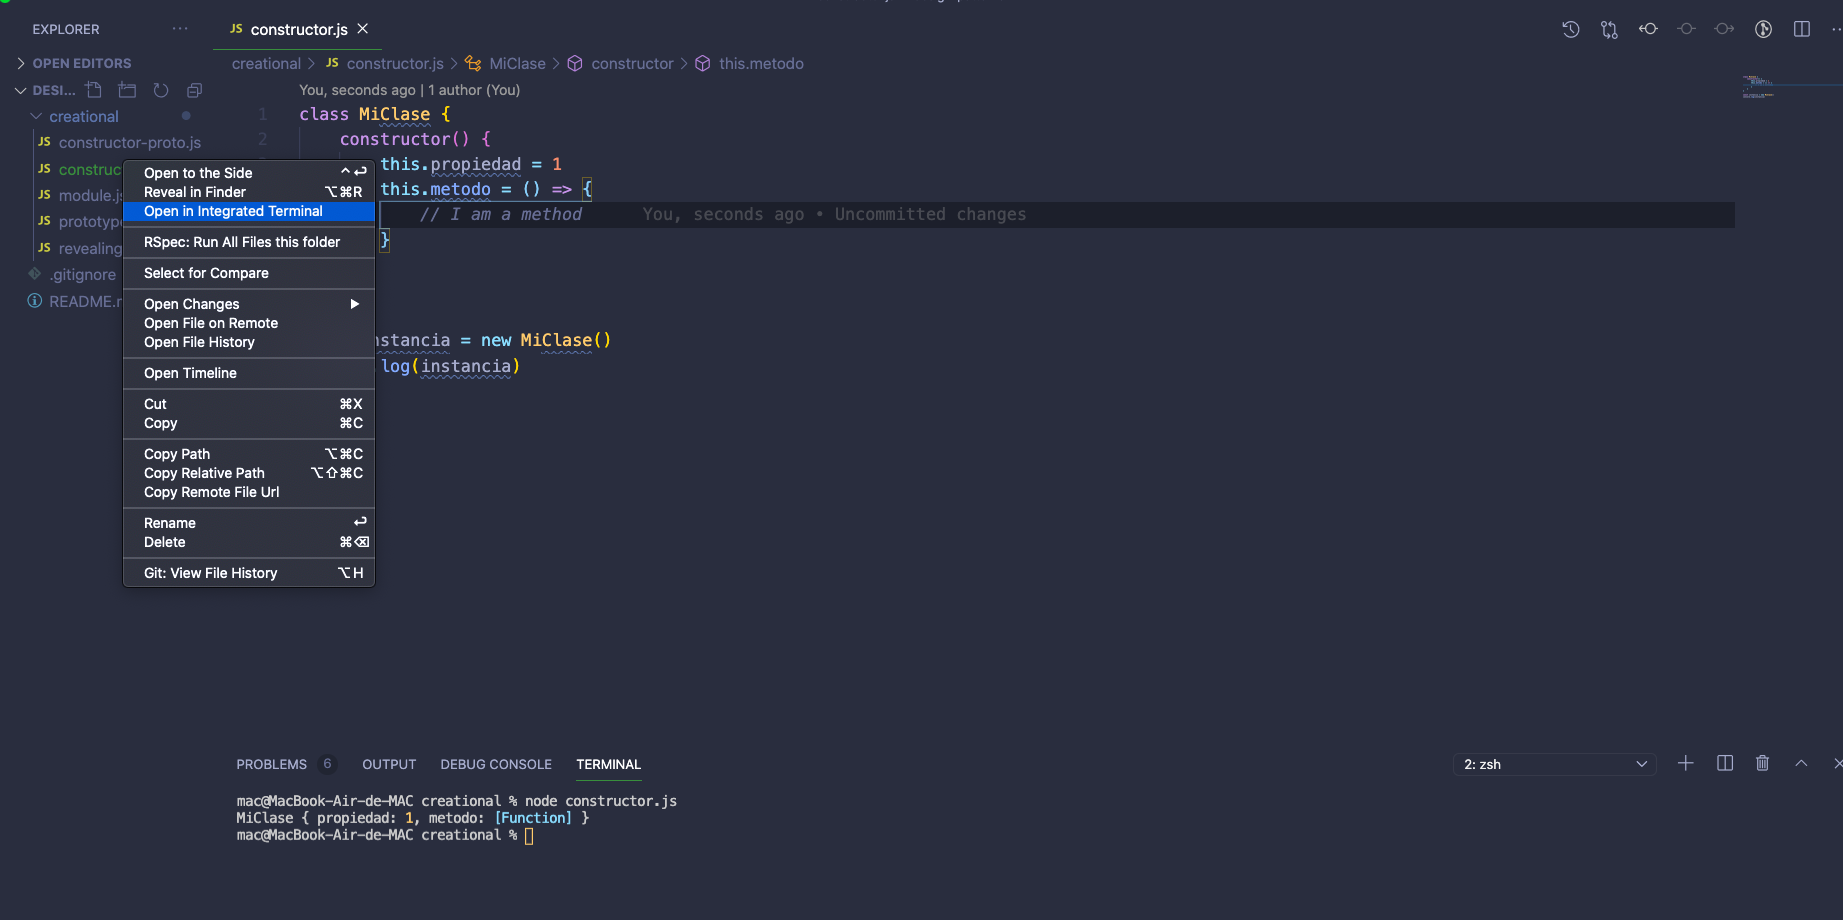 EXPLORER
JS constructor.js
OPEN EDITORS
creational > JS constructor.js > MiClase > constructor > this.metodo
DESI...
creational
JS constructor-proto.js
JS construc
JS module.js
JS prototype
JS revealing
.gitignore
README.
You, seconds ago | 1 author (You)
1 class MiClase {
2 constructor() {
this.propiedad = 1
this.metodo = () => {
// I am a method You, seconds ago • Uncommitted changes
}
nstancia = new MiClase()
.log(instancia)
Open to the Side ^↩
Reveal in Finder ⌥⌘R
Open in Integrated Terminal
RSpec: Run All Files this folder
Select for Compare
Open Changes
Open File on Remote
Open File History
Open Timeline
Cut ⌘X
Copy ⌘C
Copy Path ⌥⌘C
Copy Relative Path ⌥⇧⌘C
Copy Remote File Url
Rename ↩
Delete ⌘⌫
Git: View File History ⌥H
PROBLEMS 6 OUTPUT DEBUG CONSOLE TERMINAL
2: zsh
mac@MacBook-Air-de-MAC creational % node constructor.js
MiClase { propiedad: 1, metodo: [Function] }
mac@MacBook-Air-de-MAC creational %